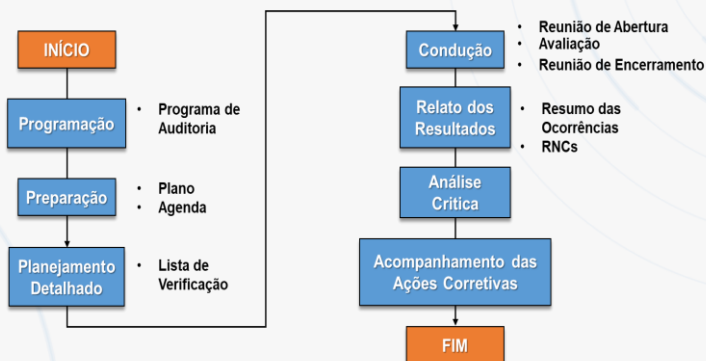 INÍCIO
Programação
• Programa de
Auditoria
Preparação
• Plano
• Agenda
Planejamento
Detalhado
• Lista de
Verificação
Condução
• Reunião de Abertura
• Avaliação
• Reunião de Encerramento
Relato dos
Resultados
• Resumo das
Ocorrências
• RNCs
Análise
Critica
Acompanhamento das
Ações Corretivas
FIM